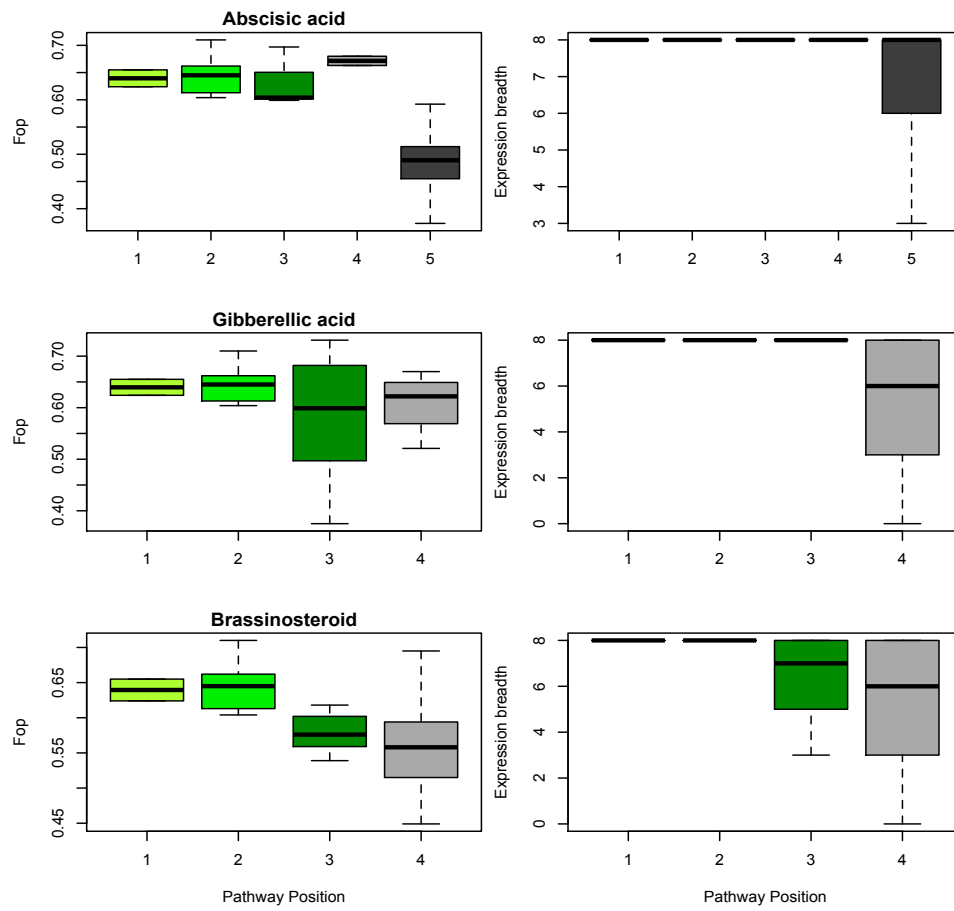 Abscisic acid
Fop
0.70
0.60
0.50
0.40
1 2 3 4 5
Expression breadth
8
7
6
5
4
3
1 2 3 4 5
Gibberellic acid
Fop
0.70
0.60
0.50
0.40
1 2 3 4
Expression breadth
8
6
4
2
0
1 2 3 4
Brassinosteroid
Fop
0.65
0.55
0.45
1 2 3 4
Pathway Position
Expression breadth
8
6
4
2
0
1 2 3 4
Pathway Position